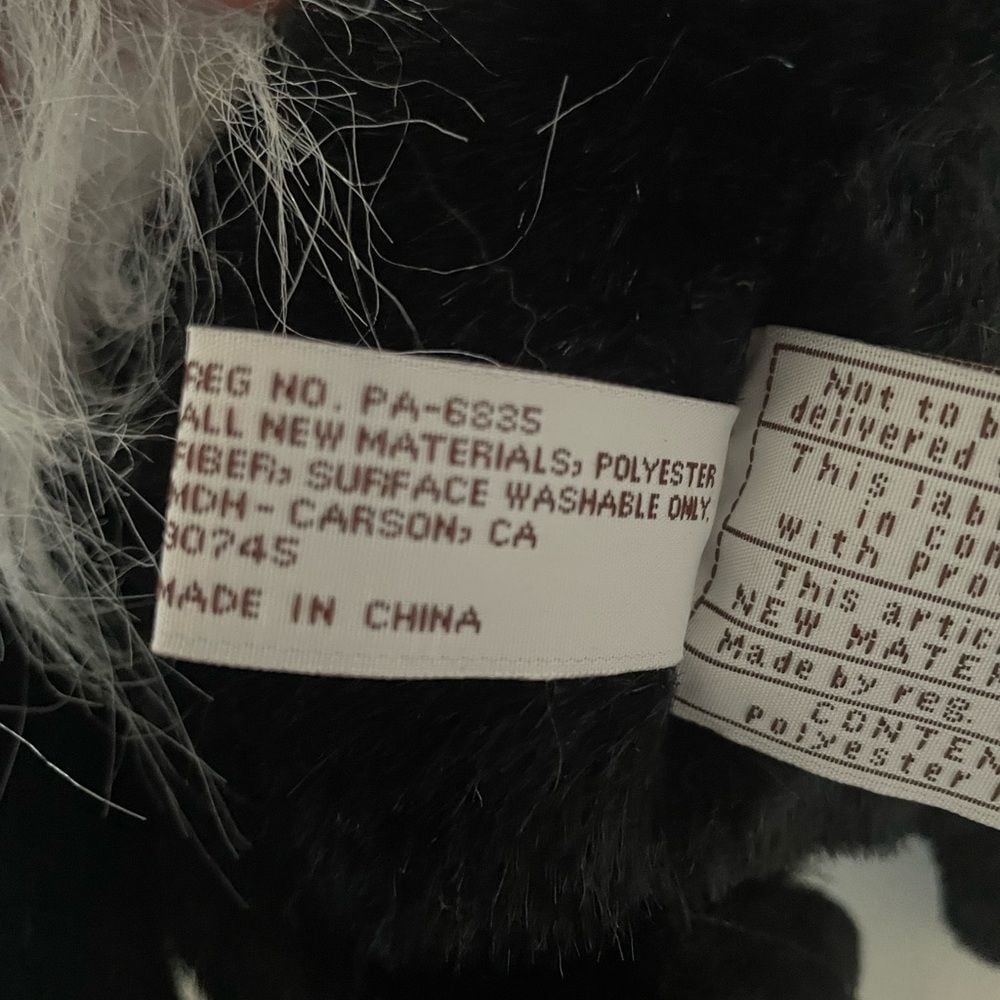 REG NO. PA-6835
ALL NEW MATERIALS, POLYESTER
FIBER, SURFACE WASHABLE ONLY.
MDH - CARSON, CA
90745
MADE IN CHINA
Not to b
delivered
This lab
in con
with pro
This artic
NEW MATER
Made by reg.
CONTEN
Polyester